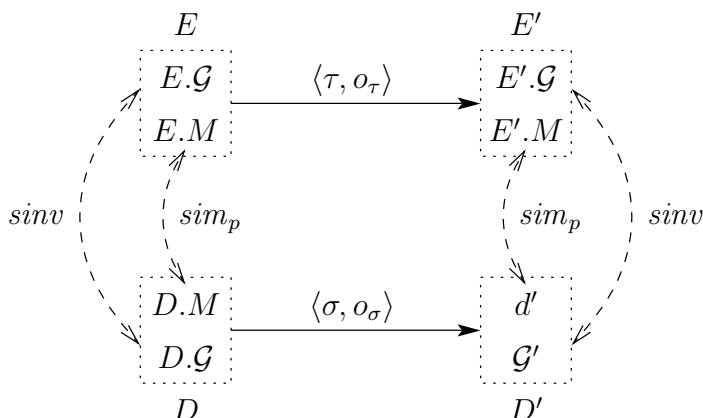 E E′
E.𝒢 ⟨τ, o_τ⟩ E′.𝒢
E.M E′.M
sinv sim_p sim_p sinv
D.M ⟨σ, o_σ⟩ d′
D.𝒢 𝒢′
D D′